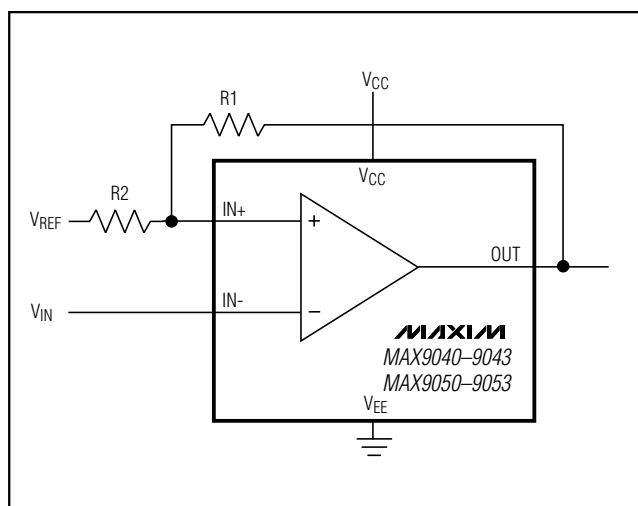 VCC
R1
VCC
R2
VREF
IN+
+
OUT
VIN
IN-
−
MAXIM
MAX9040–9043
MAX9050–9053
VEE